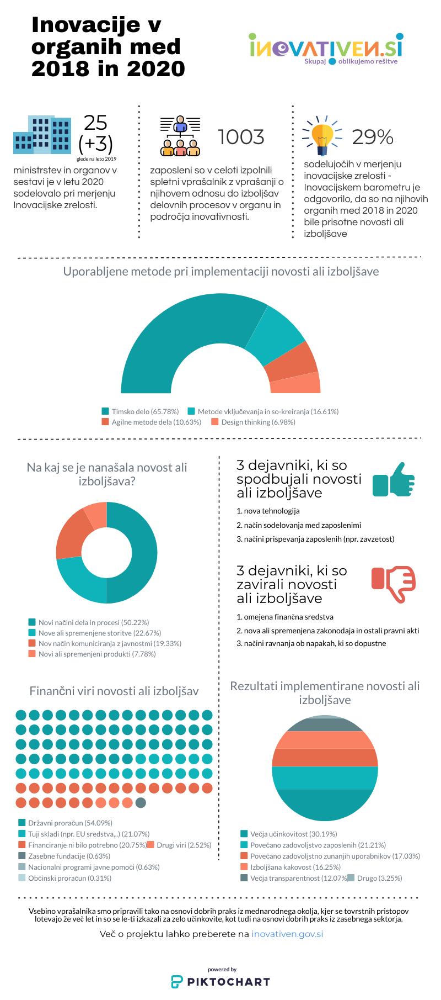 Inovacije v
organih med
2018 in 2020
iNOVATIVEN.Si
Skupaj oblikujemo rešitve
25
(+3)
glede na leto 2019
ministrstev in organov v
sestavi je v letu 2020
sodelovalo pri merjenju
Inovacijske zrelosti.
1003
zaposleni so v celoti izpolnili
spletni vprašalnik z vprašanji o
njihovem odnosu do izboljšav
delovnih procesov v organu in
področja inovativnosti.
29%
sodelujočih v merjenju
inovacijske zrelosti -
Inovacijskem barometru je
odgovorilo, da so na njihovih
organih med 2018 in 2020
bile prisotne novosti ali
izboljšave
Uporabljene metode pri implementaciji novosti ali izboljšave
Timsko delo (65.78%) Metode vključevanja in so-kreiranja (16.61%)
Agilne metode dela (10.63%) Design thinking (6.98%)
Na kaj se je nanašala novost ali
izboljšava?
Novi načini dela in procesi (50.22%)
Nove ali spremenjene storitve (22.67%)
Nov način komuniciranja z javnostmi (19.33%)
Novi ali spremenjeni produkti (7.78%)
3 dejavniki, ki so
spodbujali novosti
ali izboljšave
1. nova tehnologija
2. način sodelovanja med zaposlenimi
3. načini prispevanja zaposlenih (npr. zavzetost)
3 dejavniki, ki so
zavirali novosti
ali izboljšave
1. omejena finančna sredstva
2. nova ali spremenjena zakonodaja in ostali pravni akti
3. načini ravnanja ob napakah, ki so dopustne
Finančni viri novosti ali izboljšav
Državni proračun (54.09%)
Tuji skladi (npr. EU sredstva,..) (21.07%)
Financiranje ni bilo potrebno (20.75%) Drugi viri (2.52%)
Zasebne fundacije (0.63%)
Nacionalni programi javne pomoči (0.63%)
Občinski proračun (0.31%)
Rezultati implementirane novosti ali
izboljšave
Večja učinkovitost (30.19%)
Povečano zadovoljstvo zaposlenih (21.21%)
Povečano zadovoljstno zunanjih uporabnikov (17.03%)
Izboljšana kakovost (16.25%)
Večja transparentnost (12.07% Drugo (3.25%)
Vsebino vprašalnika smo pripravili tako na osnovi dobrih praks iz mednarodnega okolja, kjer se tovrstnih pristopov
lotevajo že več let in so se le-ti izkazali za zelo učinkovite, kot tudi na osnovi dobrih praks iz zasebnega sektorja.
Več o projektu lahko preberete na inovativen.gov.si
powered by
PIKTOCHART